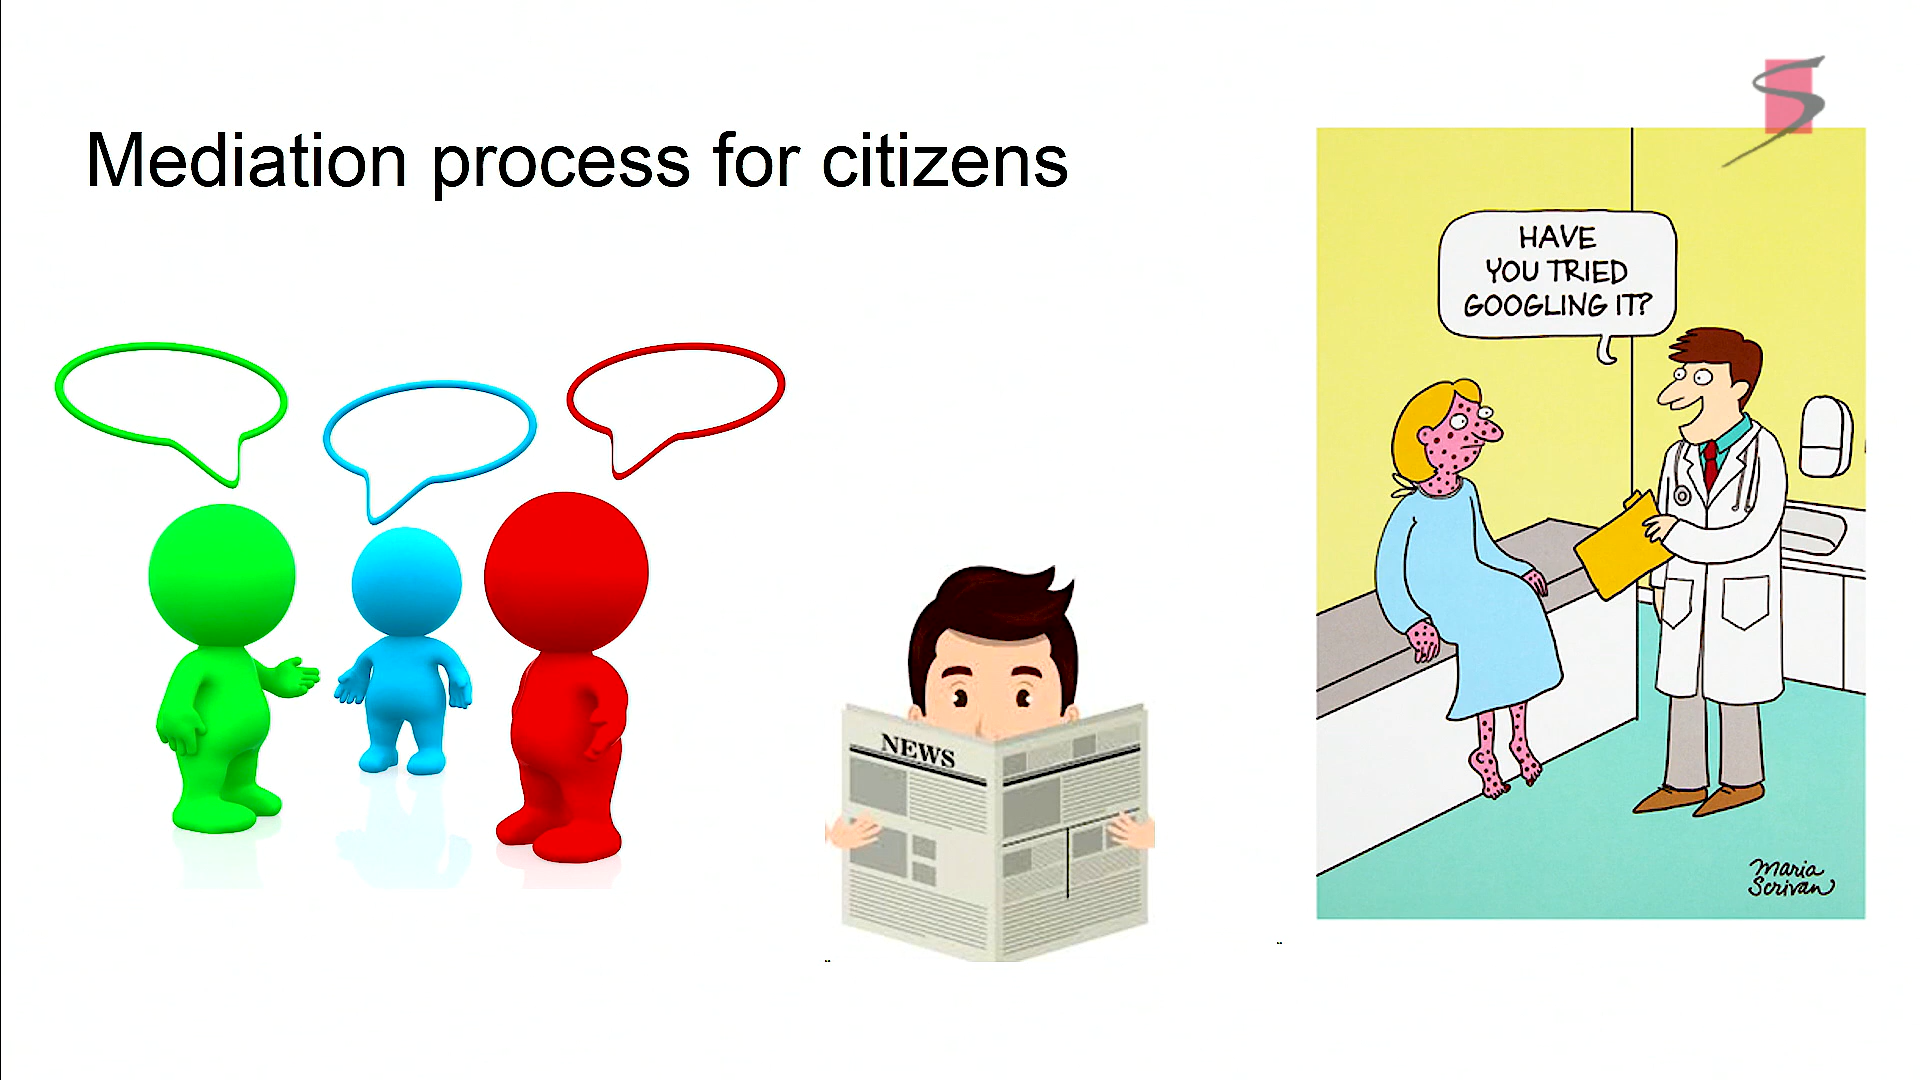 Mediation process for citizens
HAVE
YOU TRIED
GOOGLING IT?
NEWS
Maria
Scrivan